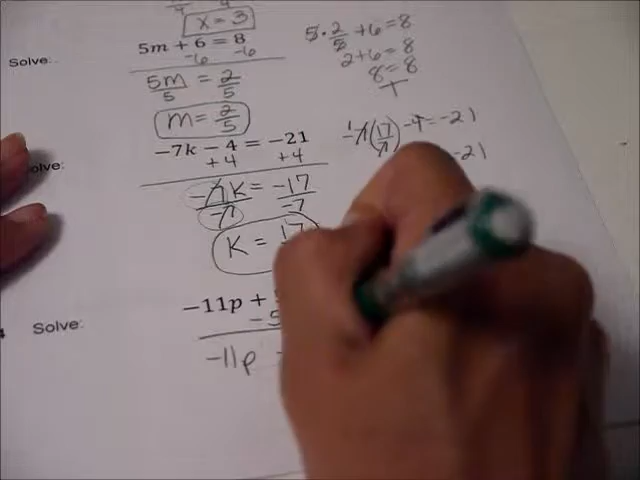 x = 3
Solve:
5m + 6 = 8
-6 -6
5m/5 = 2/5
m = 2/5
5 · 2/5 + 6 = 8
2 + 6 = 8
8 = 8
T
-7k - 4 = -21
+4 +4
-7k/-7 = -17/-7
K = 17
-7(17/7) - 4 = -21
-21
Solve:
-11p +
-5
-11p